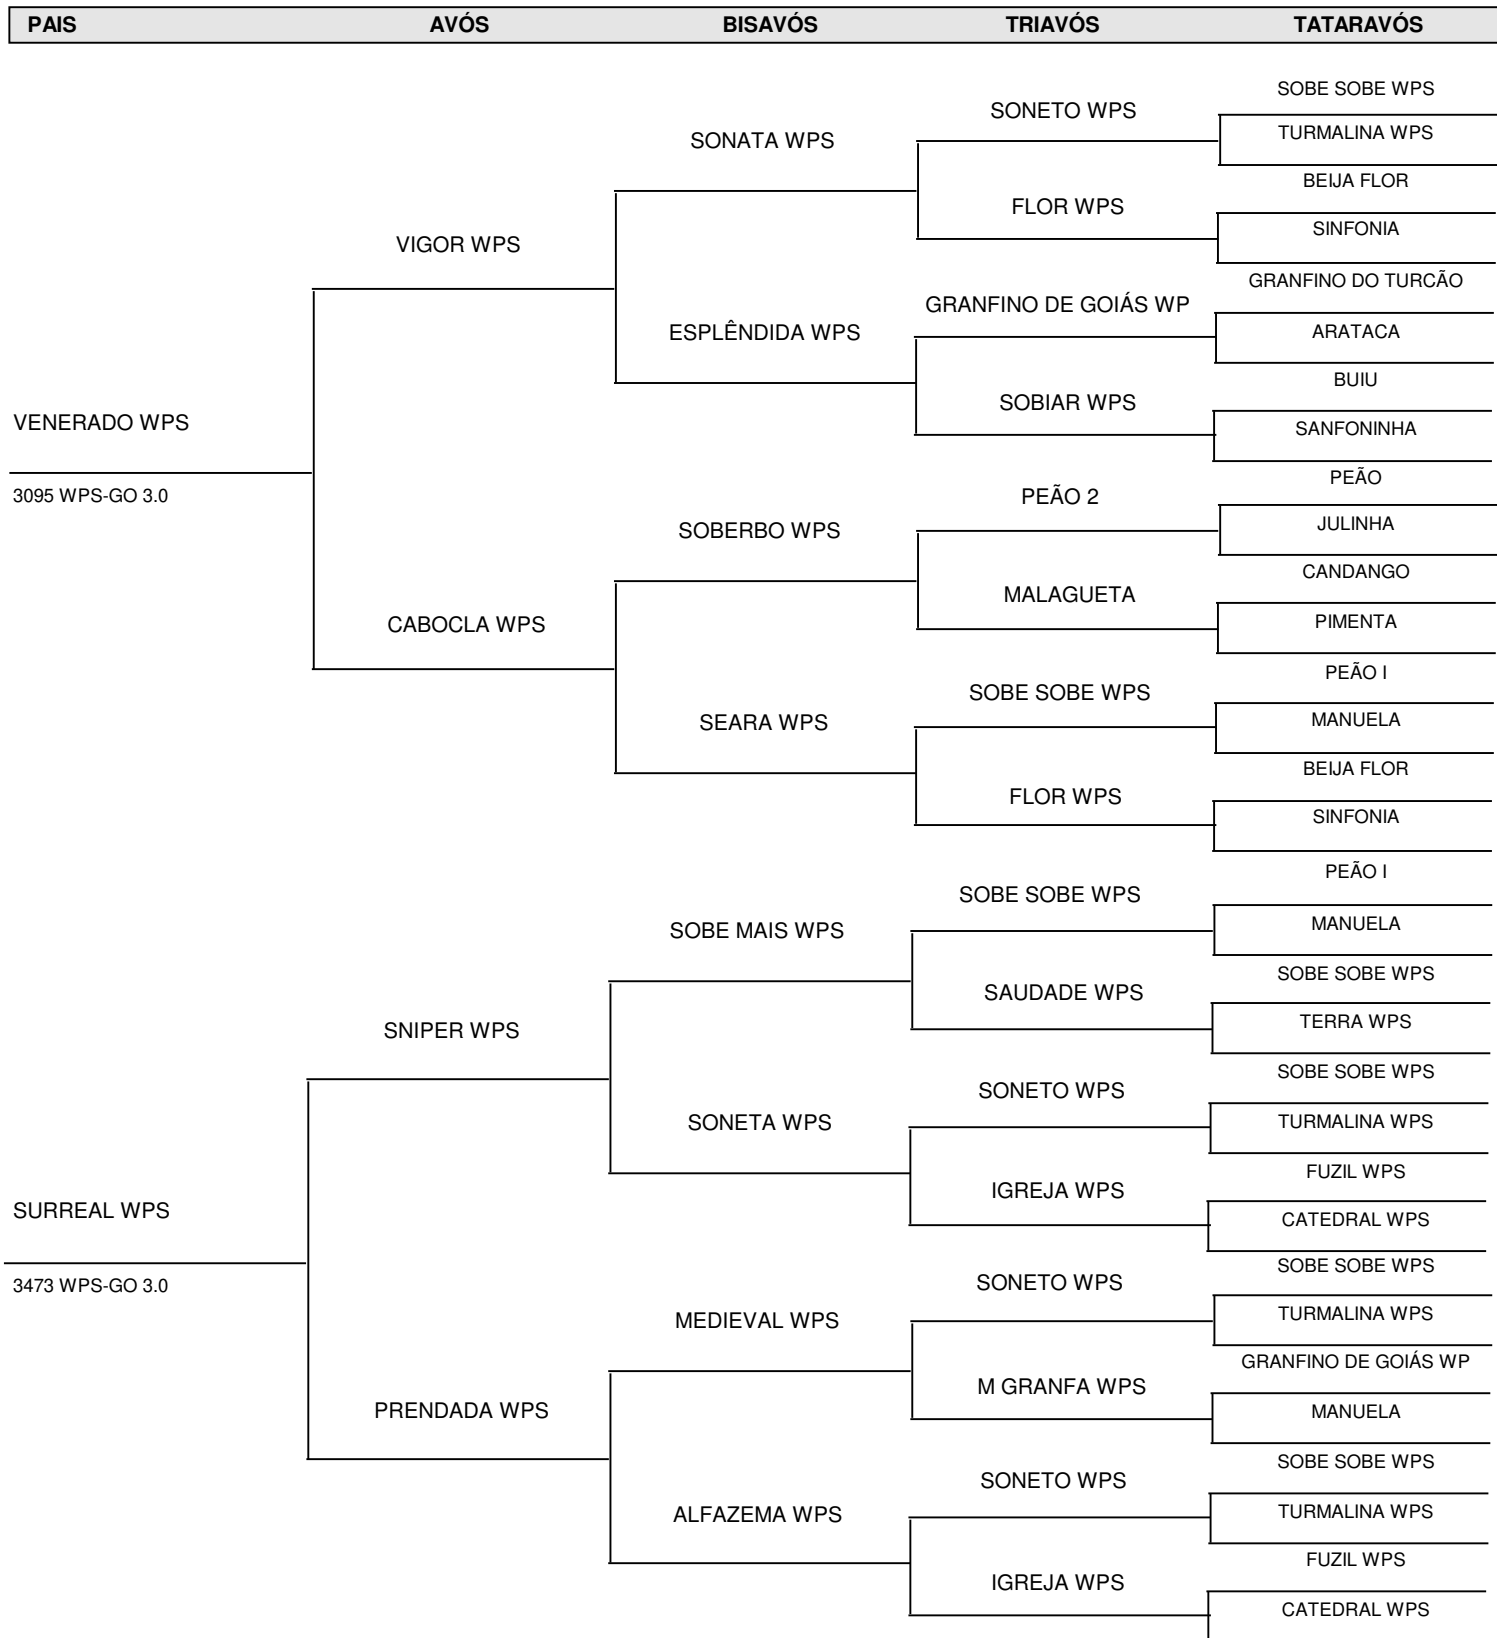 PAIS AVÓS BISAVÓS TRIAVÓS TATARAVÓS
SOBE SOBE WPS
SONETO WPS
TURMALINA WPS
SONATA WPS
BEIJA FLOR
FLOR WPS
SINFONIA
VIGOR WPS
GRANFINO DO TURCÃO
GRANFINO DE GOIÁS WP
ARATACA
ESPLÊNDIDA WPS
BUIU
SOBIAR WPS
SANFONINHA
VENERADO WPS
3095 WPS-GO 3.0
PEÃO
PEÃO 2
JULINHA
SOBERBO WPS
CANDANGO
MALAGUETA
PIMENTA
CABOCLA WPS
PEÃO I
SOBE SOBE WPS
MANUELA
SEARA WPS
BEIJA FLOR
FLOR WPS
SINFONIA
PEÃO I
SOBE SOBE WPS
MANUELA
SOBE MAIS WPS
SOBE SOBE WPS
SAUDADE WPS
TERRA WPS
SNIPER WPS
SOBE SOBE WPS
SONETO WPS
TURMALINA WPS
SONETA WPS
FUZIL WPS
IGREJA WPS
CATEDRAL WPS
SURREAL WPS
3473 WPS-GO 3.0
SOBE SOBE WPS
SONETO WPS
TURMALINA WPS
MEDIEVAL WPS
GRANFINO DE GOIÁS WP
M GRANFA WPS
MANUELA
PRENDADA WPS
SOBE SOBE WPS
SONETO WPS
TURMALINA WPS
ALFAZEMA WPS
FUZIL WPS
IGREJA WPS
CATEDRAL WPS